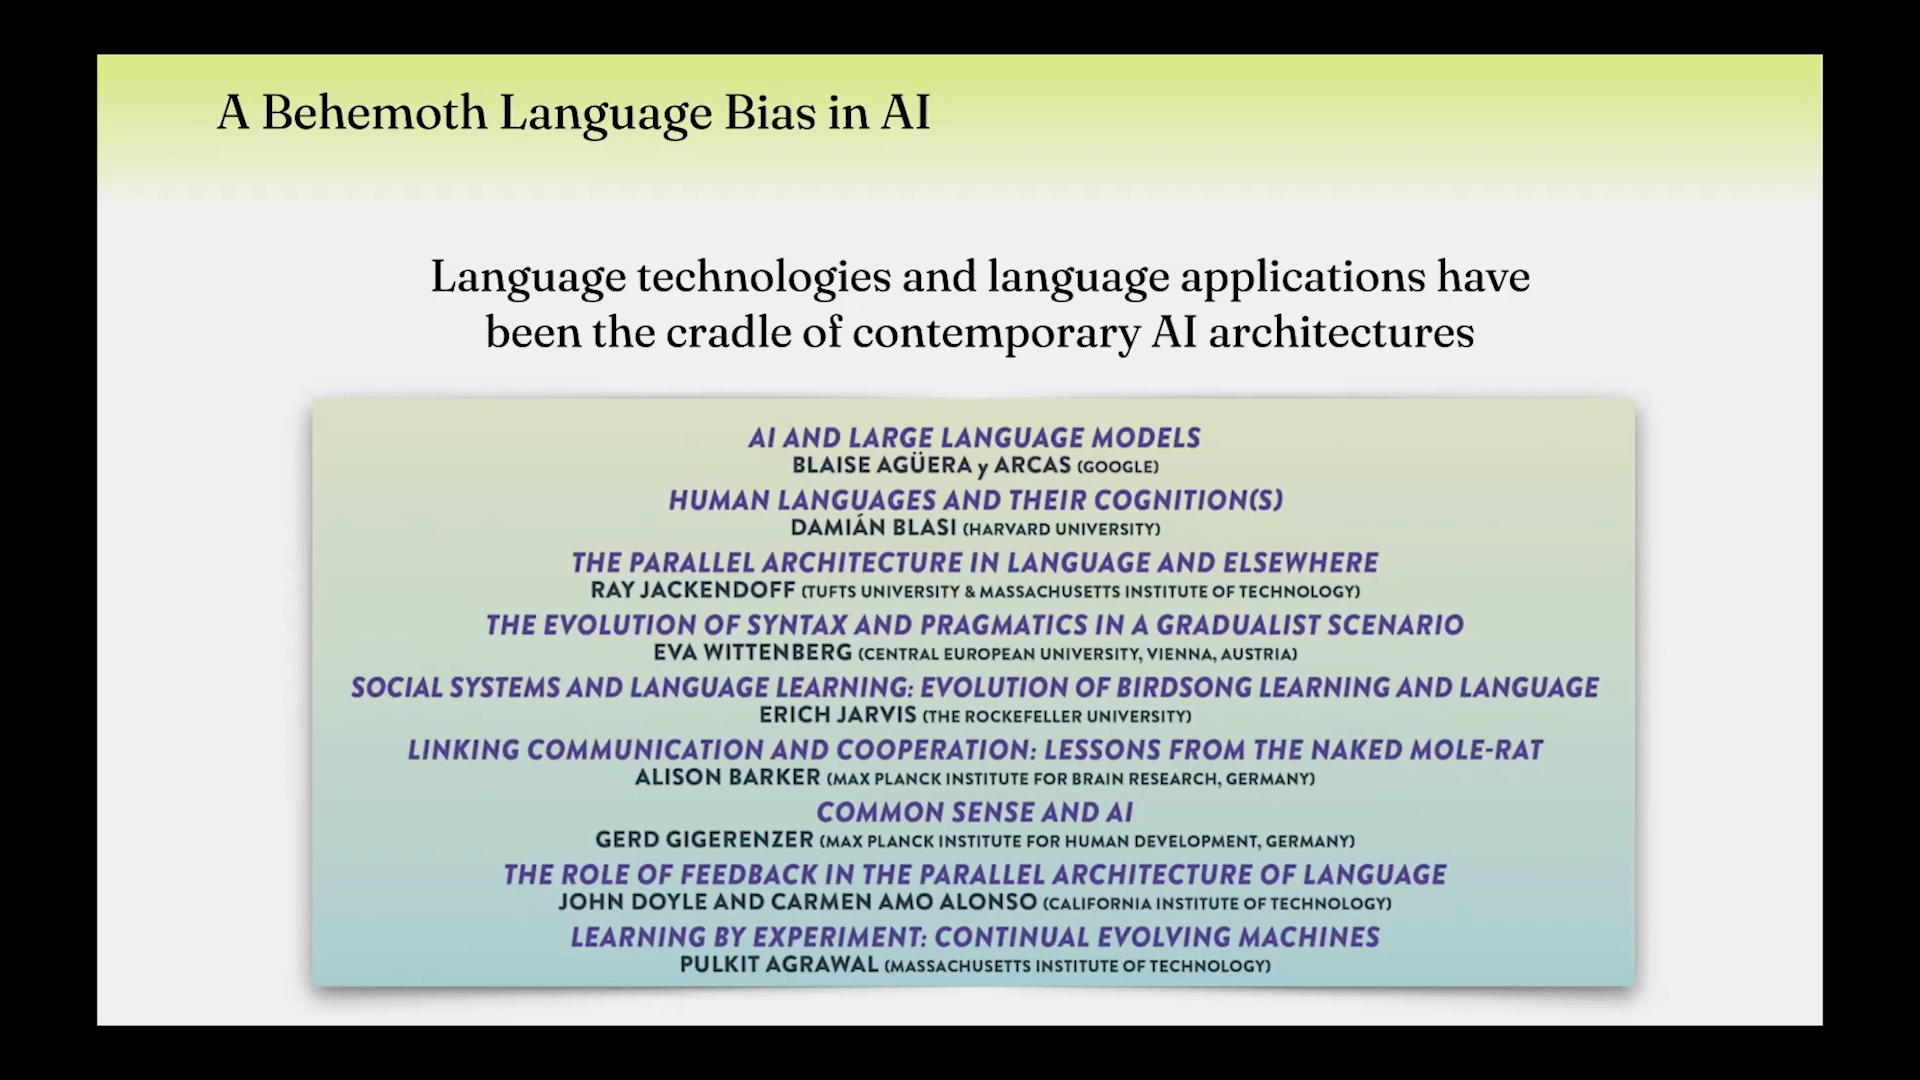 A Behemoth Language Bias in AI
Language technologies and language applications have
been the cradle of contemporary AI architectures
AI AND LARGE LANGUAGE MODELS
BLAISE AGÜERA y ARCAS (GOOGLE)
HUMAN LANGUAGES AND THEIR COGNITION(S)
DAMIÁN BLASI (HARVARD UNIVERSITY)
THE PARALLEL ARCHITECTURE IN LANGUAGE AND ELSEWHERE
RAY JACKENDOFF (TUFTS UNIVERSITY & MASSACHUSETTS INSTITUTE OF TECHNOLOGY)
THE EVOLUTION OF SYNTAX AND PRAGMATICS IN A GRADUALIST SCENARIO
EVA WITTENBERG (CENTRAL EUROPEAN UNIVERSITY, VIENNA, AUSTRIA)
SOCIAL SYSTEMS AND LANGUAGE LEARNING: EVOLUTION OF BIRDSONG LEARNING AND LANGUAGE
ERICH JARVIS (THE ROCKEFELLER UNIVERSITY)
LINKING COMMUNICATION AND COOPERATION: LESSONS FROM THE NAKED MOLE-RAT
ALISON BARKER (MAX PLANCK INSTITUTE FOR BRAIN RESEARCH, GERMANY)
COMMON SENSE AND AI
GERD GIGERENZER (MAX PLANCK INSTITUTE FOR HUMAN DEVELOPMENT, GERMANY)
THE ROLE OF FEEDBACK IN THE PARALLEL ARCHITECTURE OF LANGUAGE
JOHN DOYLE AND CARMEN AMO ALONSO (CALIFORNIA INSTITUTE OF TECHNOLOGY)
LEARNING BY EXPERIMENT: CONTINUAL EVOLVING MACHINES
PULKIT AGRAWAL (MASSACHUSETTS INSTITUTE OF TECHNOLOGY)